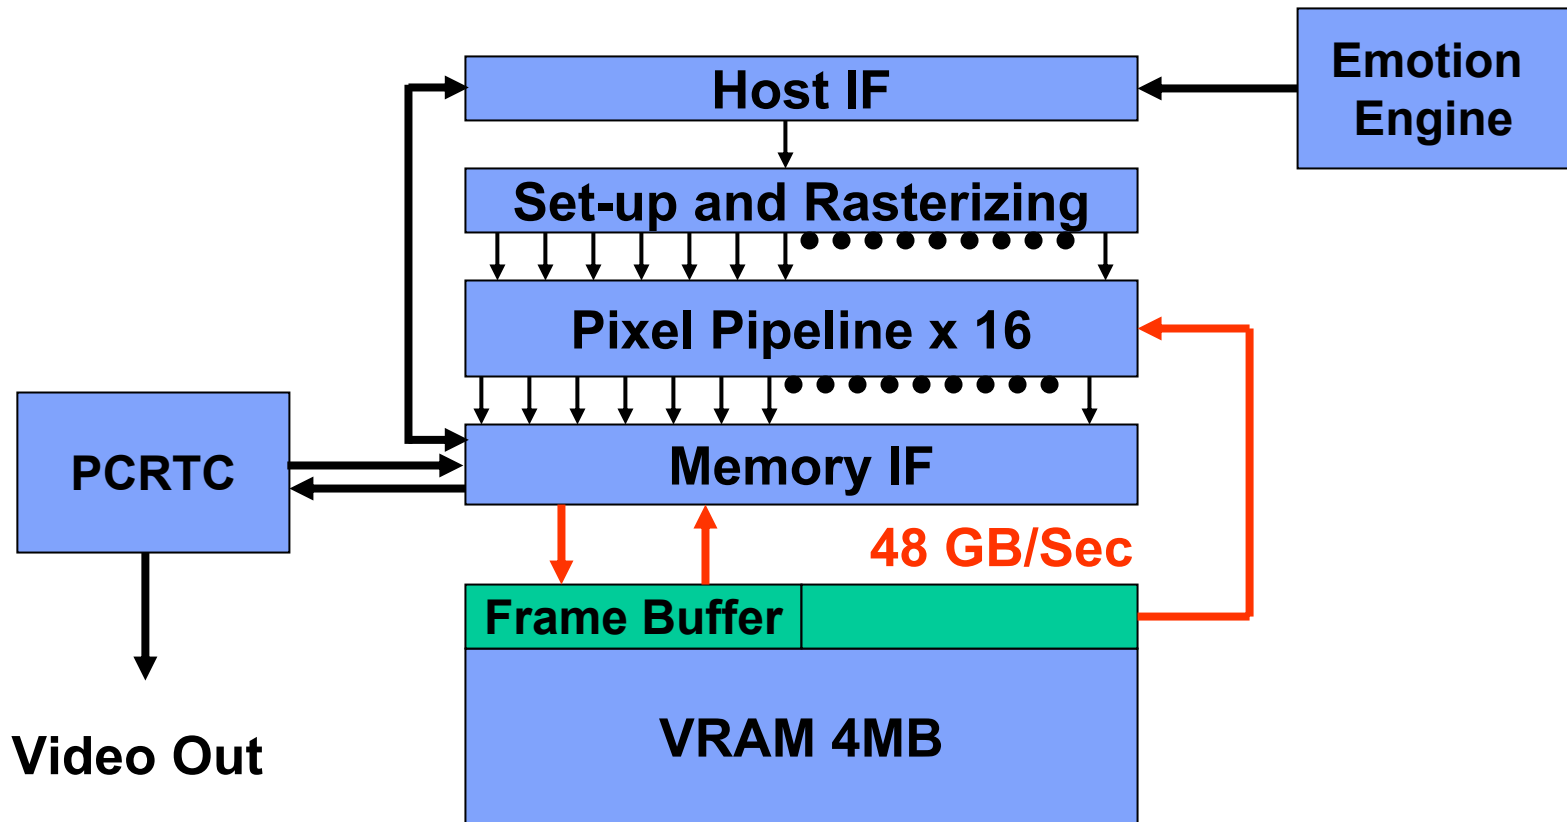 Emotion
Engine
Host IF
Set-up and Rasterizing
Pixel Pipeline x 16
PCRTC
Memory IF
48 GB/Sec
Frame Buffer
VRAM 4MB
Video Out